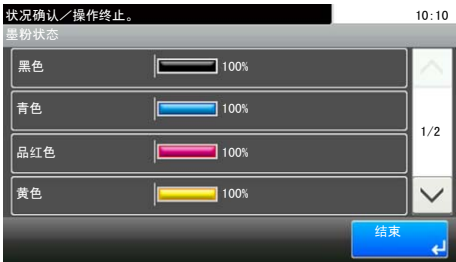 状况确认／操作终止。 10:10
墨粉状态
黑色 100%
青色 100%
1/2
品红色 100%
黄色 100%
结束